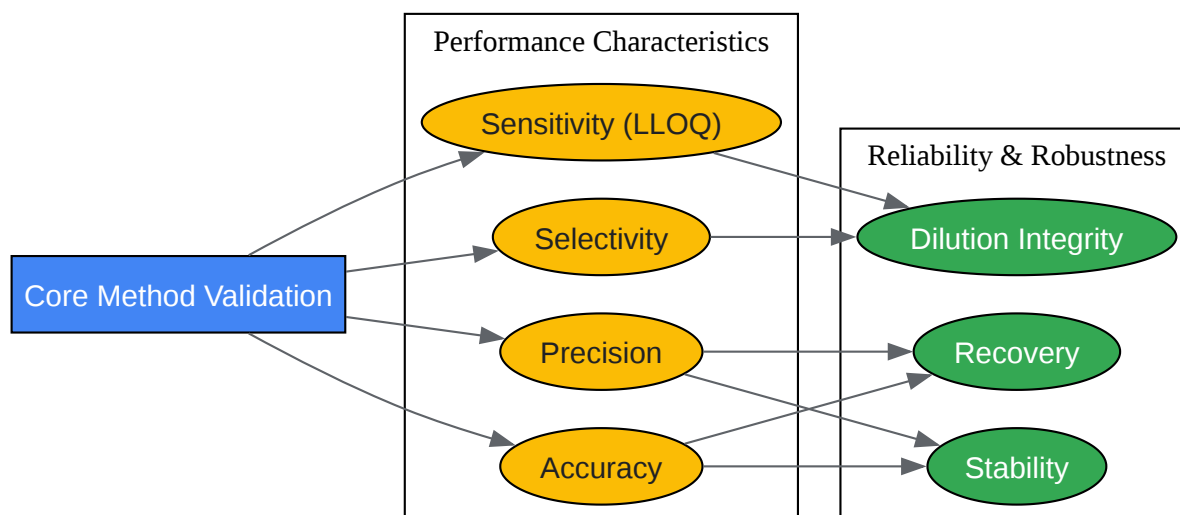 Core Method Validation
Performance Characteristics
Sensitivity (LLOQ)
Selectivity
Precision
Accuracy
Reliability & Robustness
Dilution Integrity
Recovery
Stability